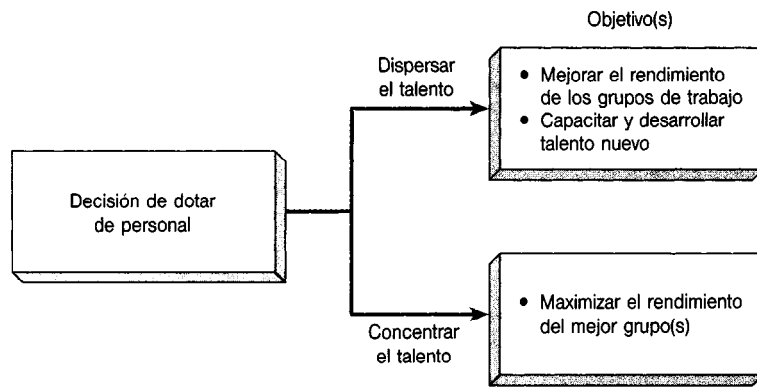 Objetivo(s)
Dispersar
el talento
• Mejorar el rendimiento
de los grupos de trabajo
• Capacitar y desarrollar
talento nuevo
Decisión de dotar
de personal
Concentrar
el talento
• Maximizar el rendimiento
del mejor grupo(s)